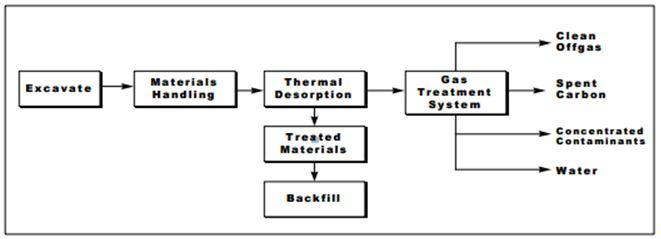 Excavate
Materials
Handling
Thermal
Desorption
Gas
Treatment
System
Clean
Offgas
Spent
Carbon
Concentrated
Contaminants
Water
Treated
Materials
Backfill